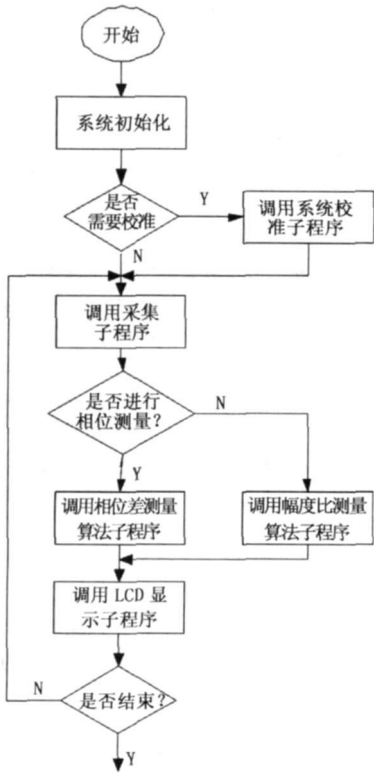 开始
系统初始化
是否
需要校准
Y
调用系统校
准子程序
N
调用采集
子程序
是否进行
相位测量？
N
Y
调用相位差测量
算法子程序
调用幅度比测量
算法子程序
调用 LCD 显
示子程序
N
是否结束？
Y